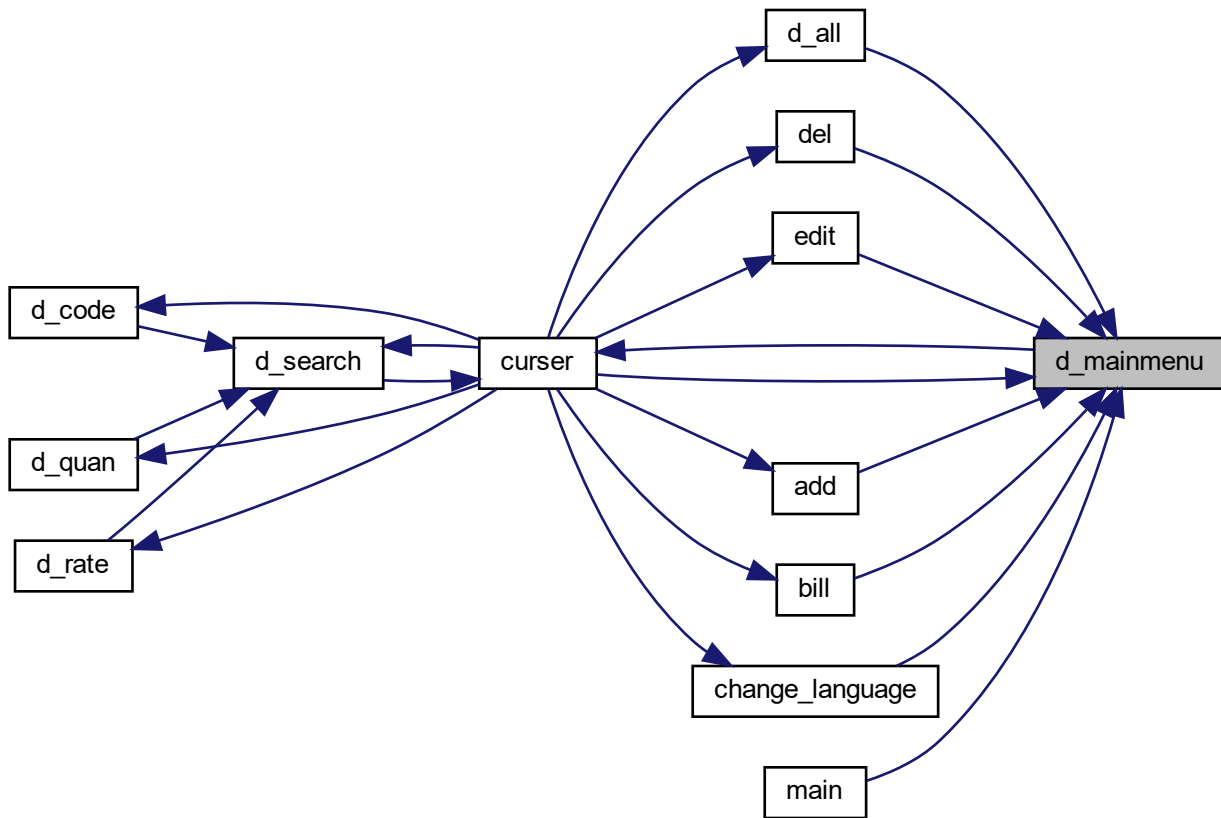 d_all
del
edit
d_code
d_search
curser
d_mainmenu
d_quan
add
d_rate
bill
change_language
main